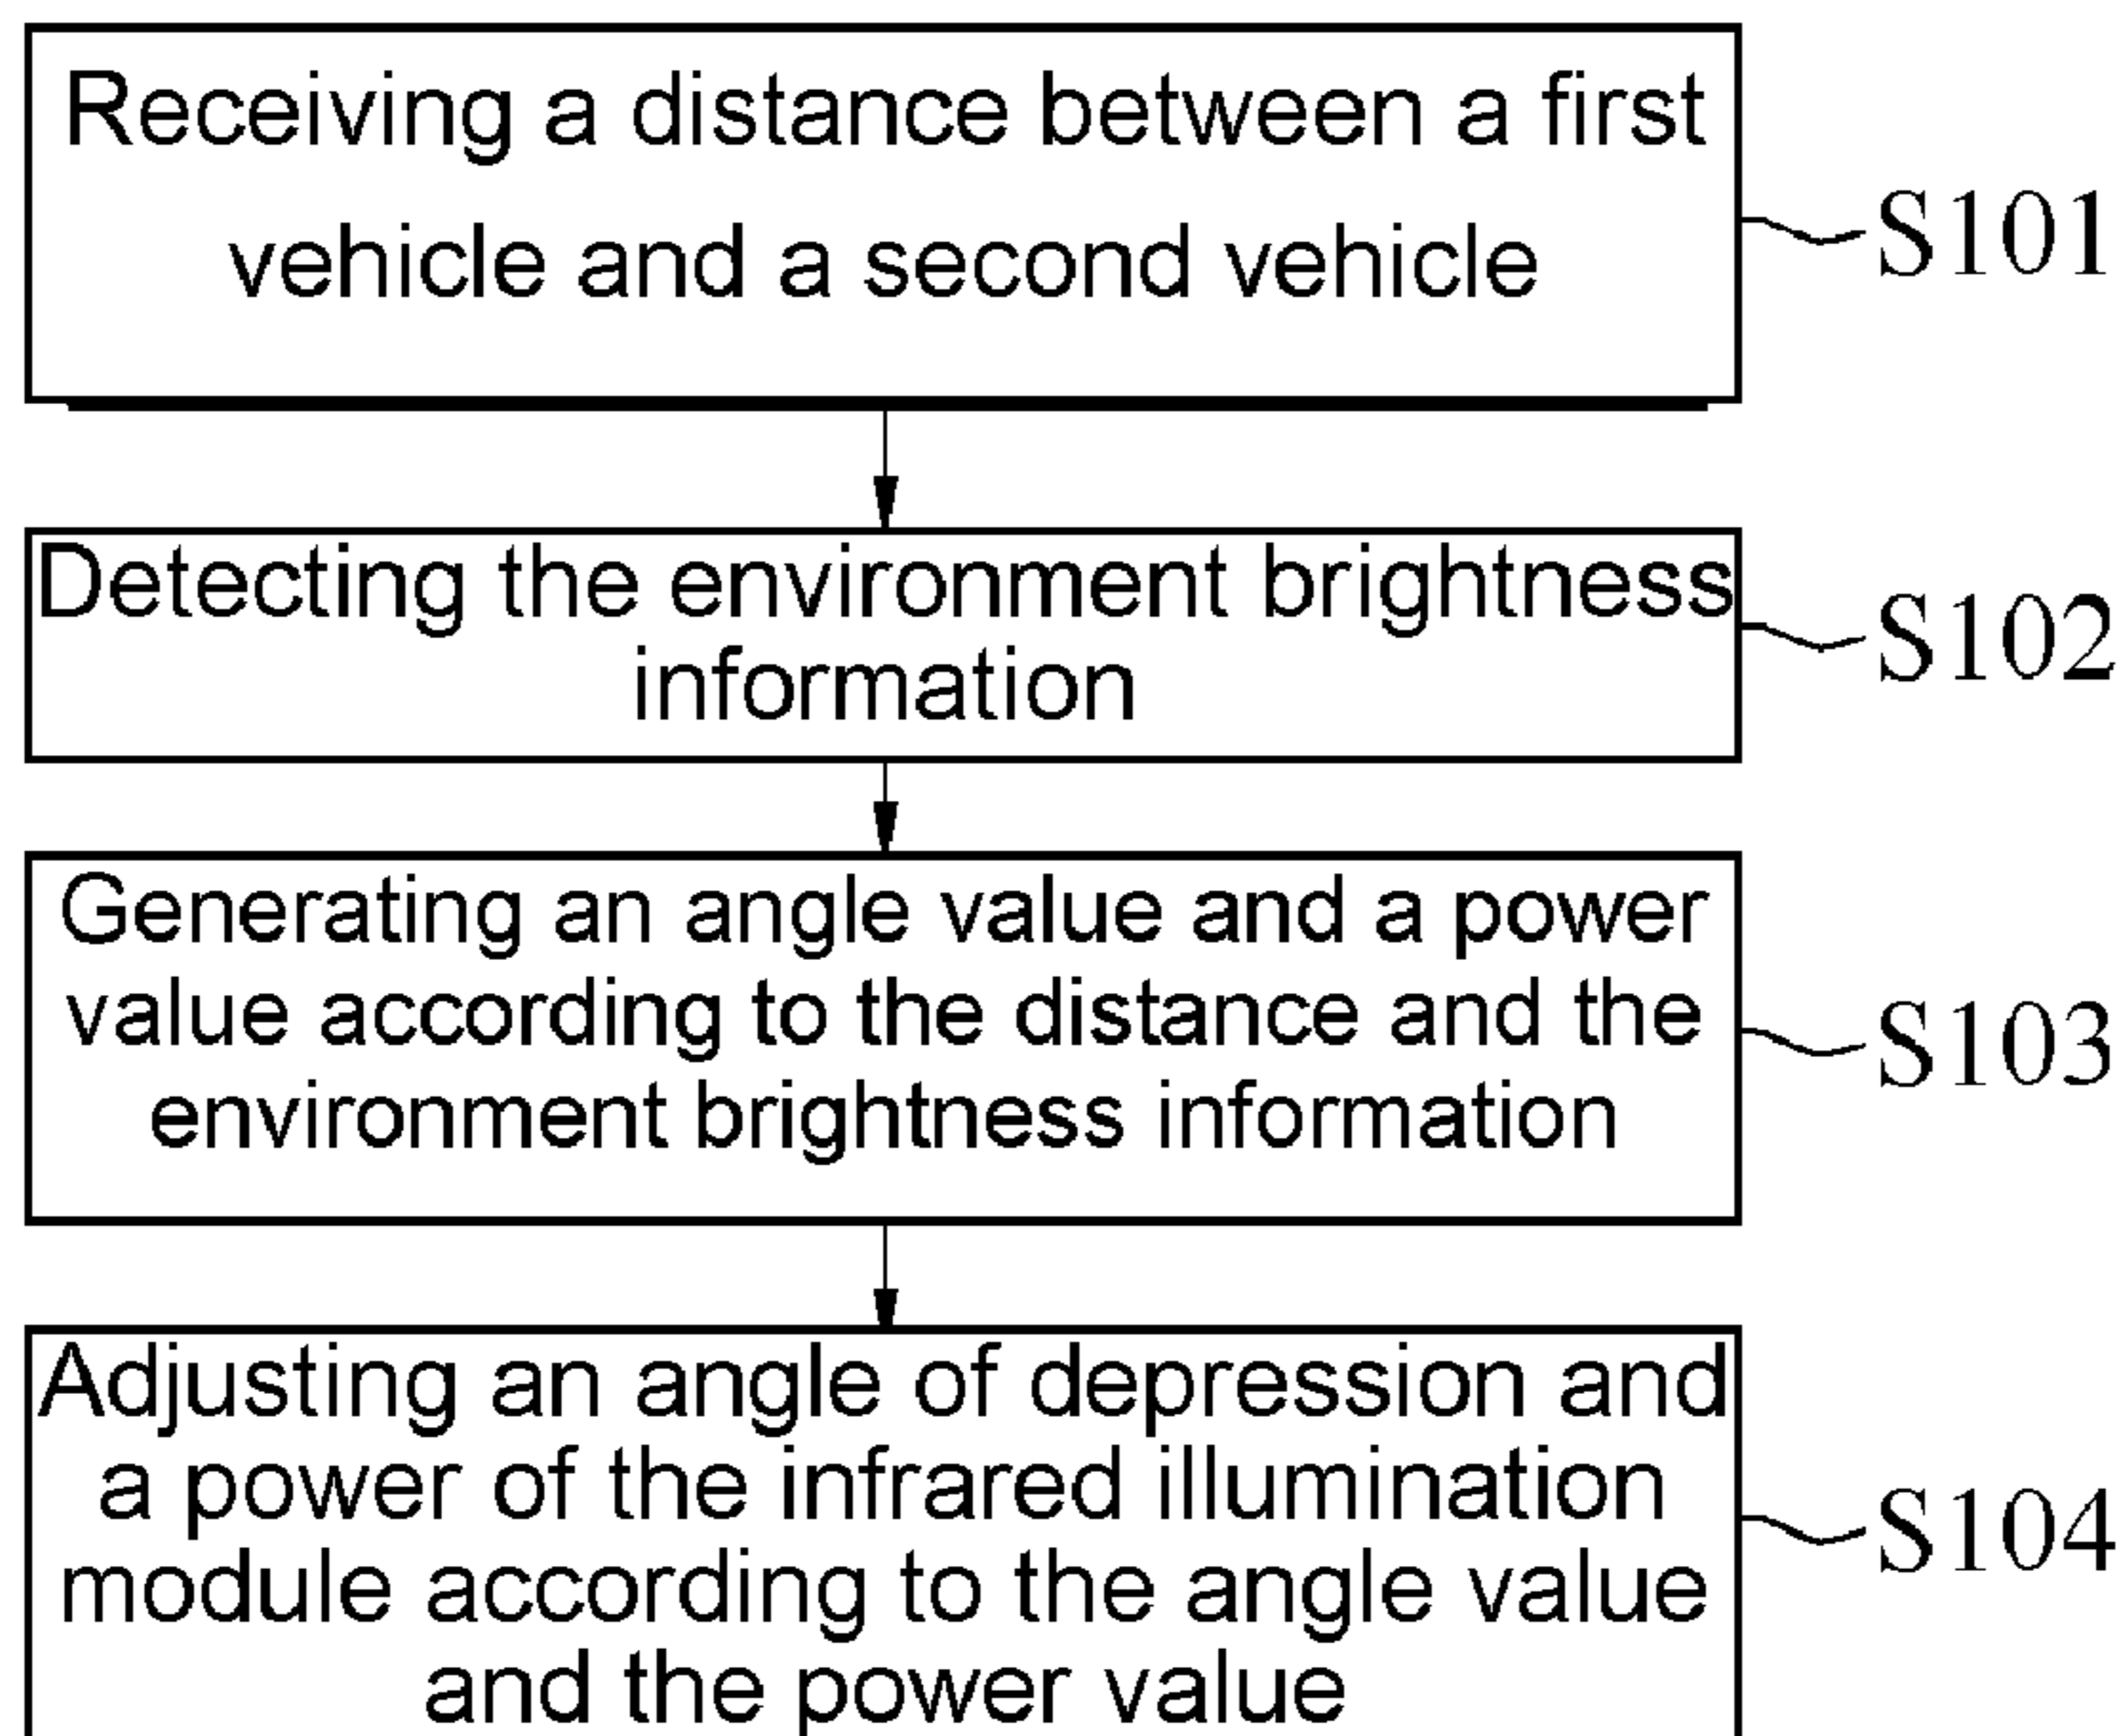 Receiving a distance between a first
vehicle and a second vehicle
S101
Detecting the environment brightness
information
S102
Generating an angle value and a power
value according to the distance and the
environment brightness information
S103
Adjusting an angle of depression and
a power of the infrared illumination
module according to the angle value
and the power value
S104